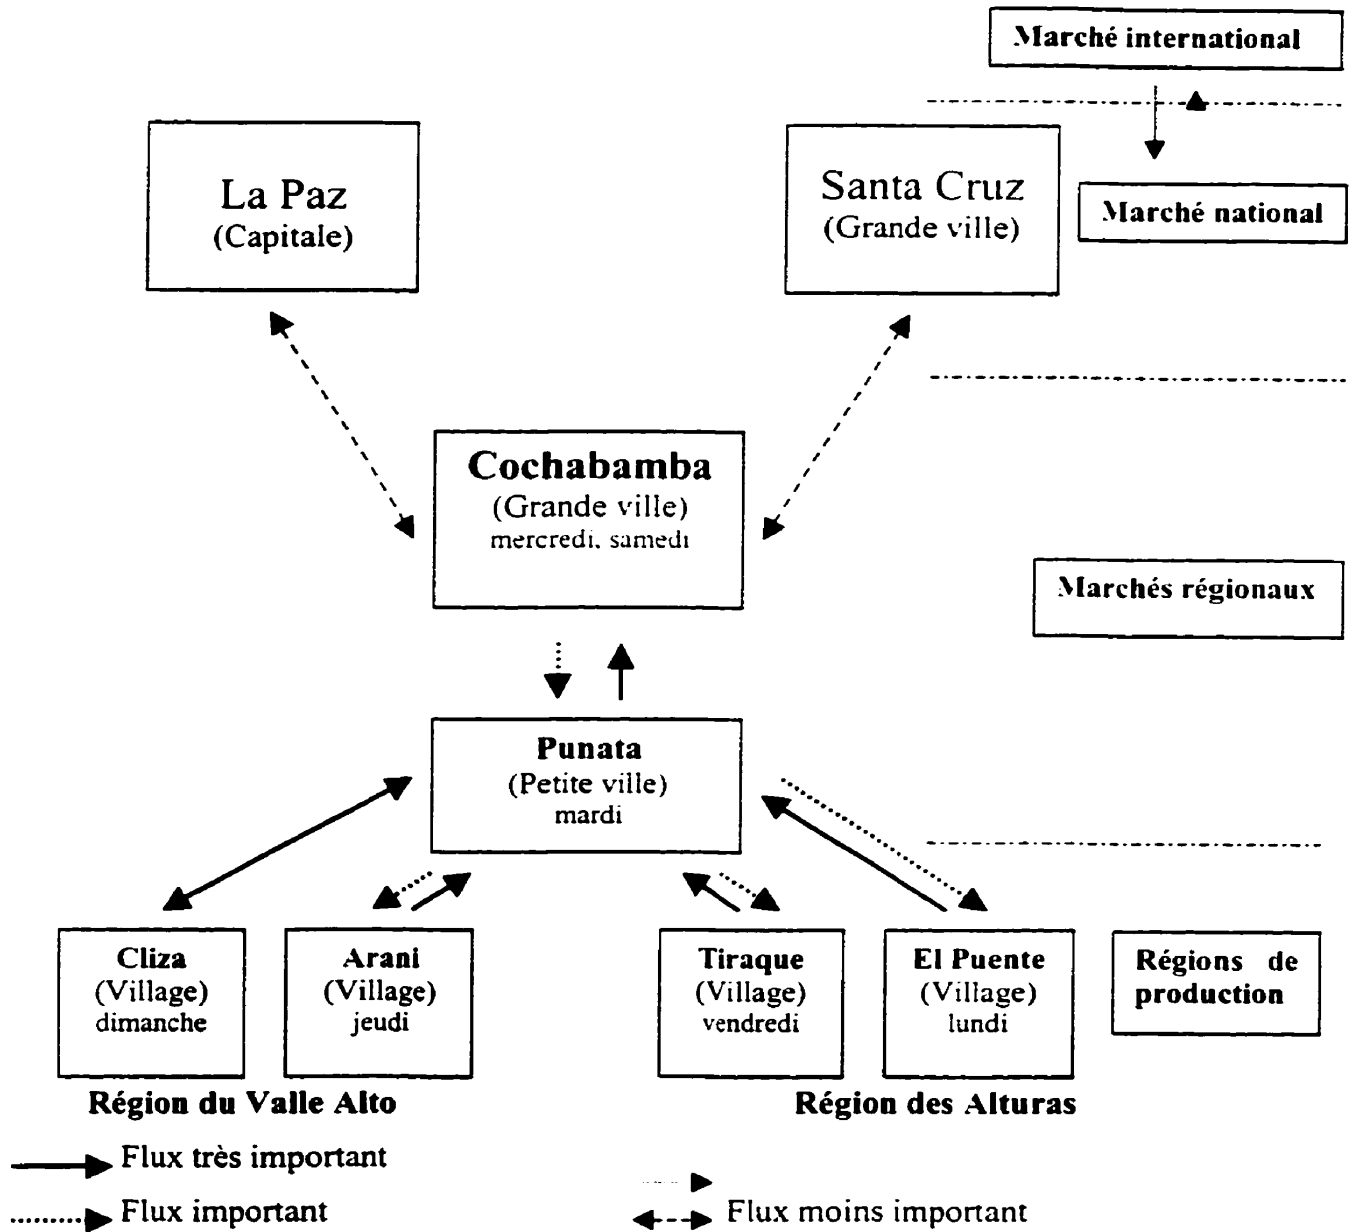 Marché international
La Paz
(Capitale)
Santa Cruz
(Grande ville)
Marché national
Cochabamba
(Grande ville)
mercredi, samedi
Marchés régionaux
Punata
(Petite ville)
mardi
Cliza
(Village)
dimanche
Arani
(Village)
jeudi
Tiraque
(Village)
vendredi
El Puente
(Village)
lundi
Régions de
production
Région du Valle Alto
Région des Alturas
Flux très important
Flux important
Flux moins important